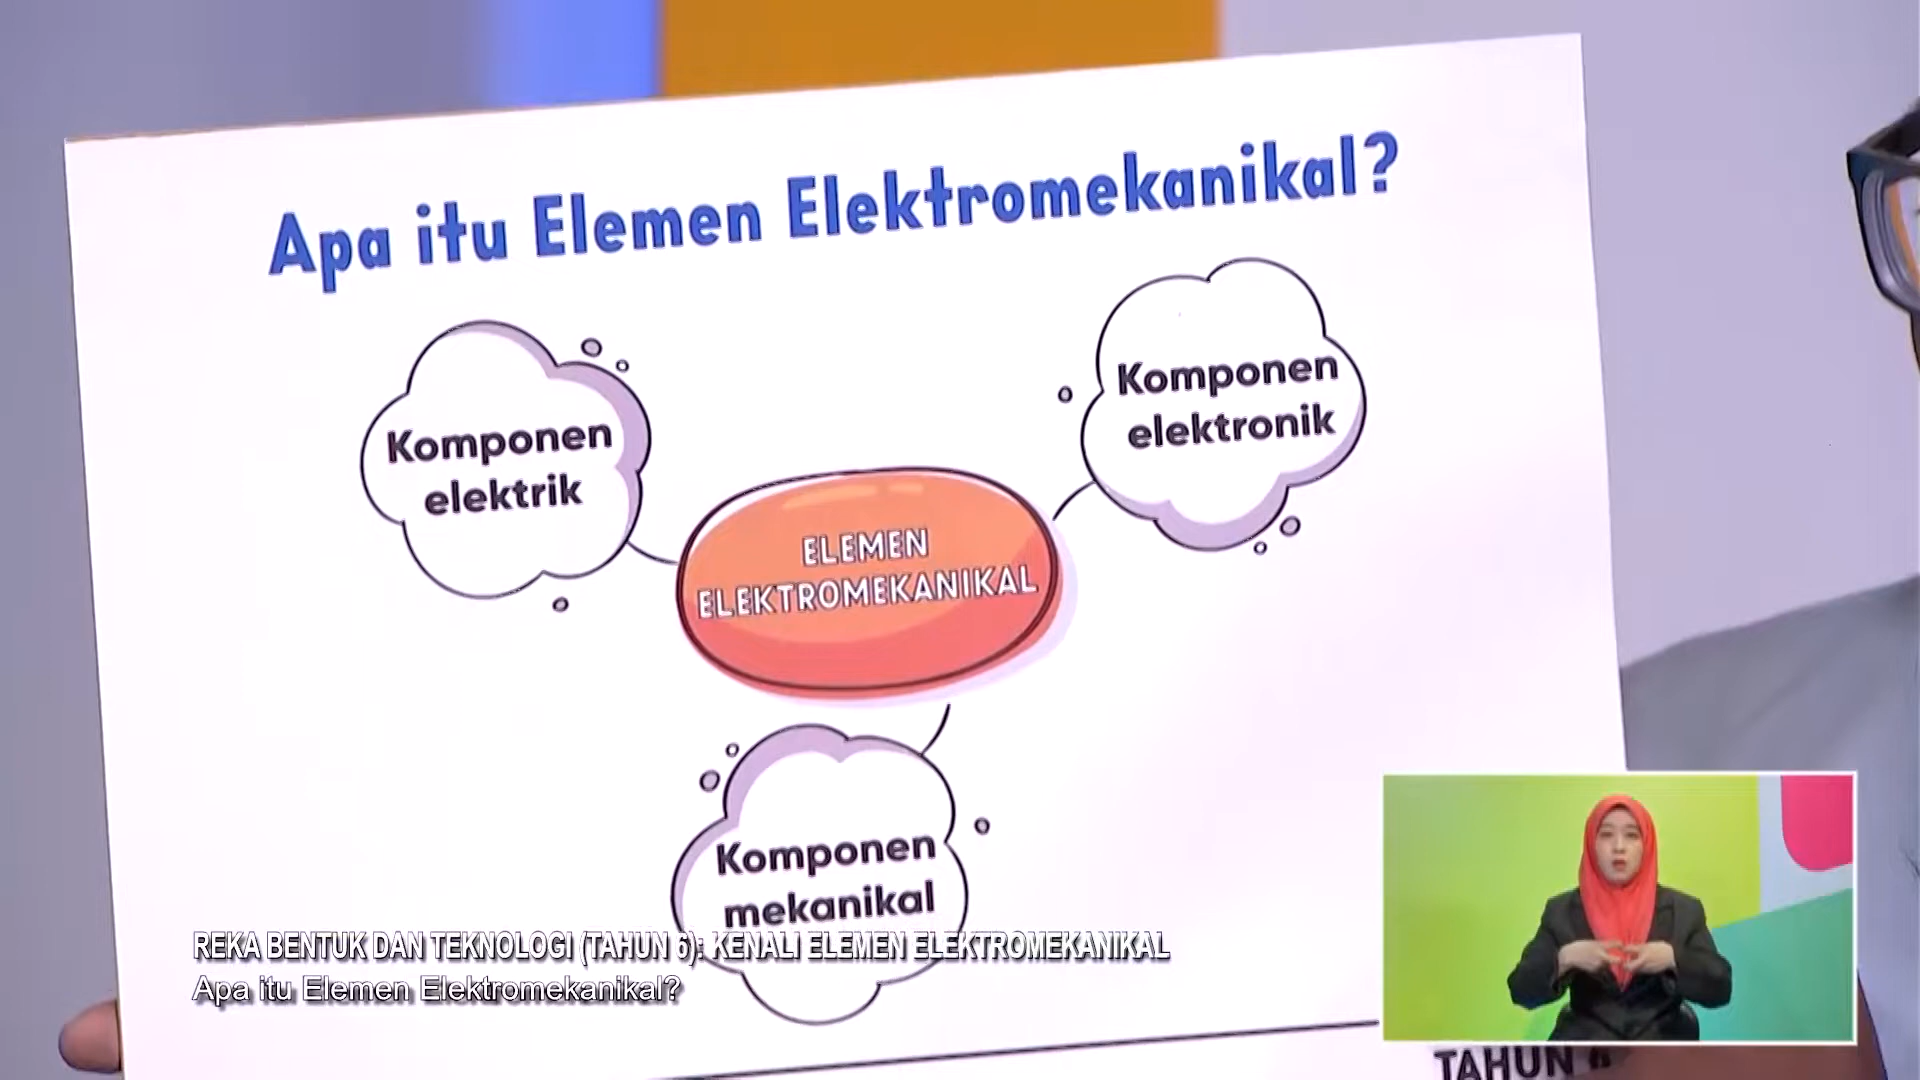 Apa itu Elemen Elektromekanikal?
Komponen
elektrik
Komponen
elektronik
ELEMEN
ELEKTROMEKANIKAL
Komponen
mekanikal
REKA BENTUK DAN TEKNOLOGI (TAHUN 6): KENALI ELEMEN ELEKTROMEKANIKAL
Apa itu Elemen Elektromekanikal?
TAHUN